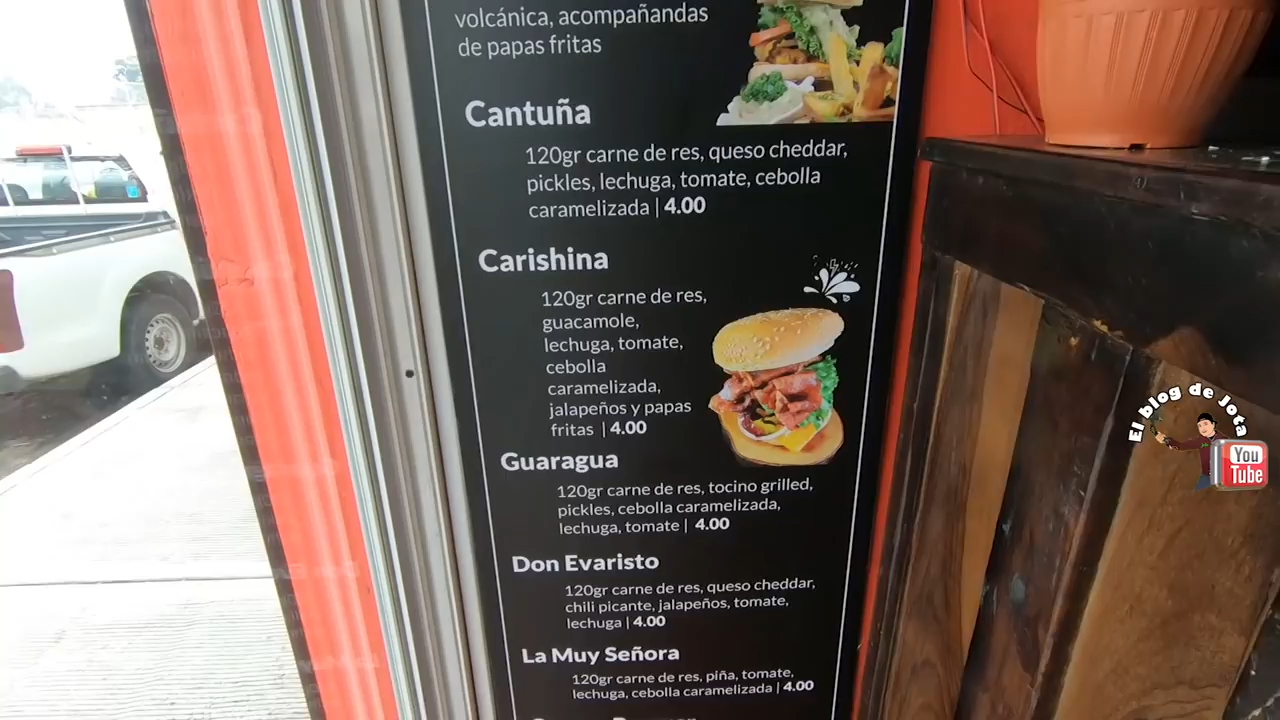 volcánica, acompañandas
de papas fritas
Cantuña
120gr carne de res, queso cheddar,
pickles, lechuga, tomate, cebolla
caramelizada | 4.00
Carishina
120gr carne de res,
guacamole,
lechuga, tomate,
cebolla
caramelizada,
jalapeños y papas
fritas | 4.00
Guaragua
120gr carne de res, tocino grilled,
pickles, cebolla caramelizada,
lechuga, tomate | 4.00
Don Evaristo
120gr carne de res, queso cheddar,
chili picante, jalapeños, tomate,
lechuga | 4.00
La Muy Señora
120gr carne de res, piña, tomate,
lechuga, cebolla caramelizada | 4.00
El blog de Jota
You
Tube